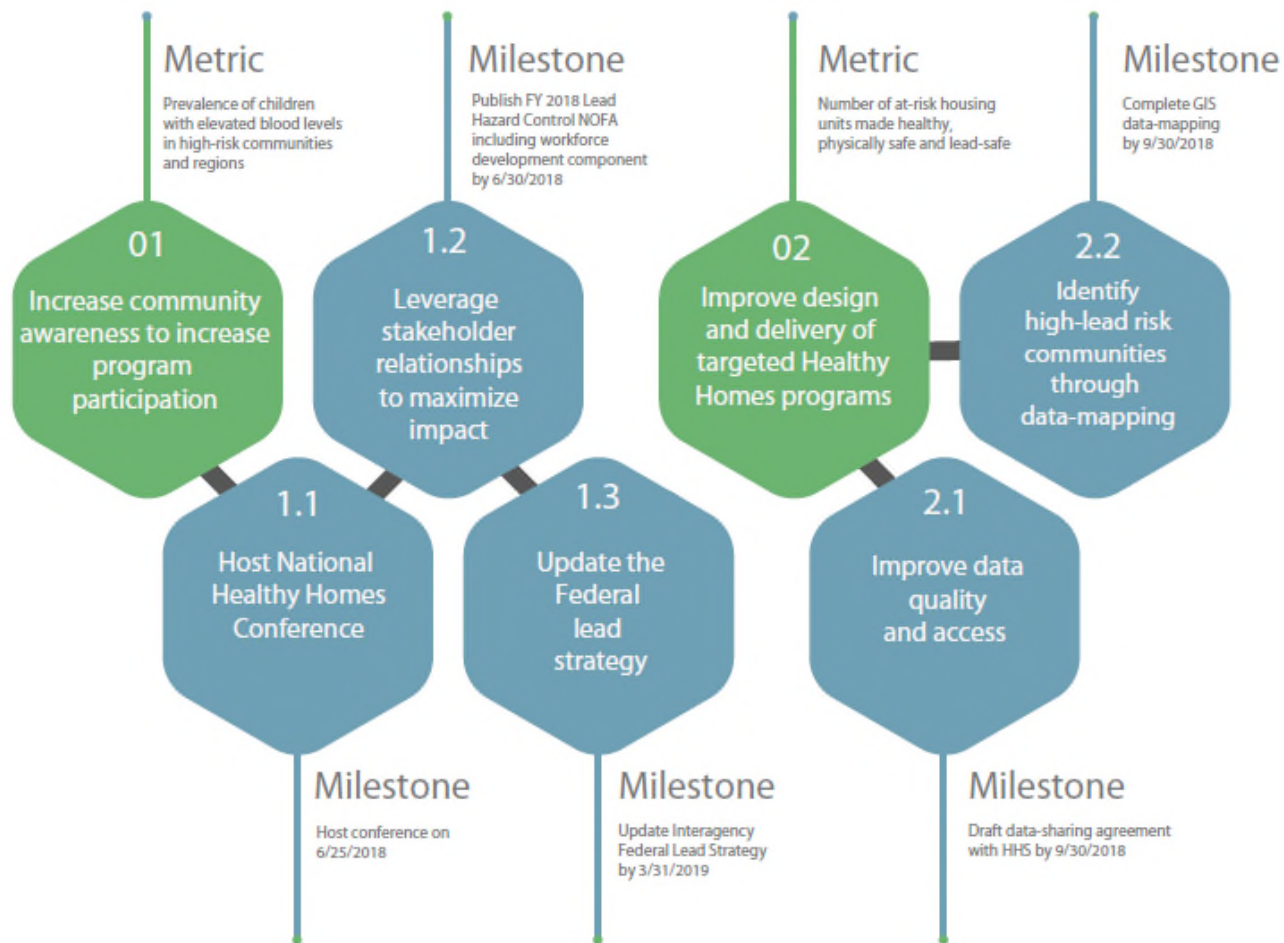 Metric
Prevalence of children
with elevated blood levels
in high-risk communities
and regions
01
Increase community
awareness to increase
program
participation
1.1
Host National
Healthy Homes
Conference
Milestone
Host conference on
6/25/2018
Milestone
Publish FY 2018 Lead
Hazard Control NOFA
including workforce
development component
by 6/30/2018
1.2
Leverage
stakeholder
relationships
to maximize
impact
1.3
Update the
Federal
lead
strategy
Milestone
Update Interagency
Federal Lead Strategy
by 3/31/2019
Metric
Number of at-risk housing
units made healthy,
physically safe and lead-safe
02
Improve design
and delivery of
targeted Healthy
Homes programs
2.1
Improve data
quality
and access
Milestone
Draft data-sharing agreement
with HHS by 9/30/2018
Milestone
Complete GIS
data-mapping
by 9/30/2018
2.2
Identify
high-lead risk
communities
through
data-mapping